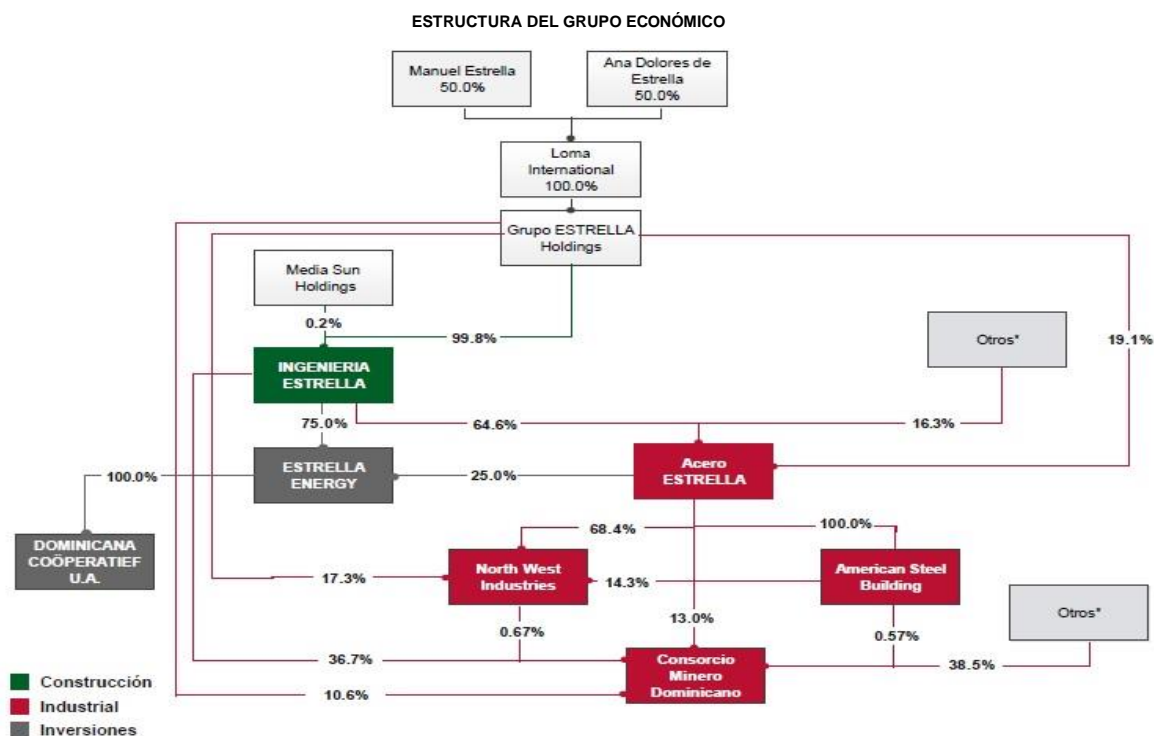 ESTRUCTURA DEL GRUPO ECONÓMICO
Manuel Estrella
50.0%
Ana Dolores de
Estrella
50.0%
Loma
International
100.0%
Grupo ESTRELLA
Holdings
Media Sun
Holdings
0.2%
99.8%
Otros*
19.1%
INGENIERIA
ESTRELLA
75.0%
64.6%
16.3%
100.0%
ESTRELLA
ENERGY
25.0%
Acero
ESTRELLA
DOMINICANA
COÖPERATIEF
U.A.
68.4%
100.0%
17.3%
North West
Industries
14.3%
American Steel
Building
0.67%
13.0%
0.57%
Otros*
36.7%
Consorcio
Minero
Dominicano
38.5%
10.6%
Construcción
Industrial
Inversiones